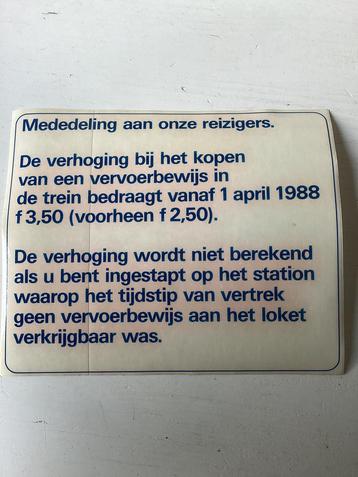 Mededeling aan onze reizigers.
De verhoging bij het kopen
van een vervoerbewijs in
de trein bedraagt vanaf 1 april 1988
f 3,50 (voorheen f 2,50).
De verhoging wordt niet berekend
als u bent ingestapt op het station
waarop het tijdstip van vertrek
geen vervoerbewijs aan het loket
verkrijgbaar was.